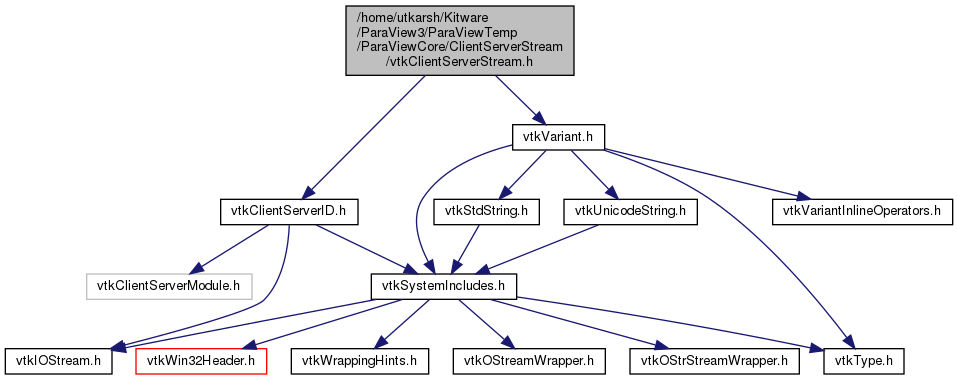 /home/utkarsh/Kitware
/ParaView3/ParaViewTemp
/ParaViewCore/ClientServerStream
/vtkClientServerStream.h
vtkVariant.h
vtkClientServerID.h
vtkStdString.h
vtkUnicodeString.h
vtkVariantInlineOperators.h
vtkClientServerModule.h
vtkSystemIncludes.h
vtkIOStream.h
vtkWin32Header.h
vtkWrappingHints.h
vtkOStreamWrapper.h
vtkOStrStreamWrapper.h
vtkType.h